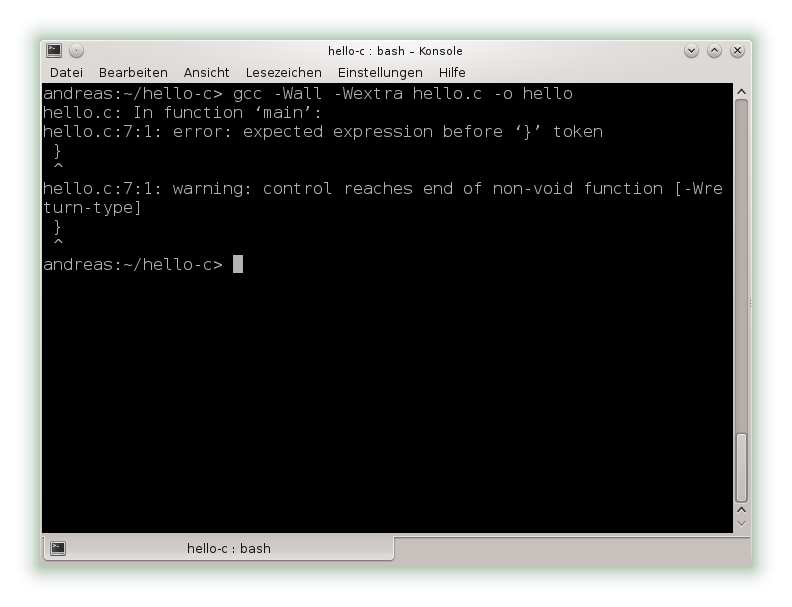 hello-c : bash – Konsole
Datei Bearbeiten Ansicht Lesezeichen Einstellungen Hilfe
andreas:~/hello-c> gcc -Wall -Wextra hello.c -o hello
hello.c: In function ‘main’:
hello.c:7:1: error: expected expression before ‘}’ token
 }
 ^
hello.c:7:1: warning: control reaches end of non-void function [-Wre
turn-type]
 }
 ^
andreas:~/hello-c>
hello-c : bash